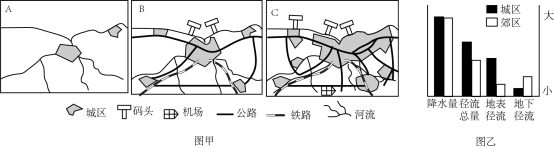 A
B
C
城区
码头
机场
公路
铁路
河流
图甲
城区
郊区
大
小
降水量 径流总量 地表径流 地下径流
图乙